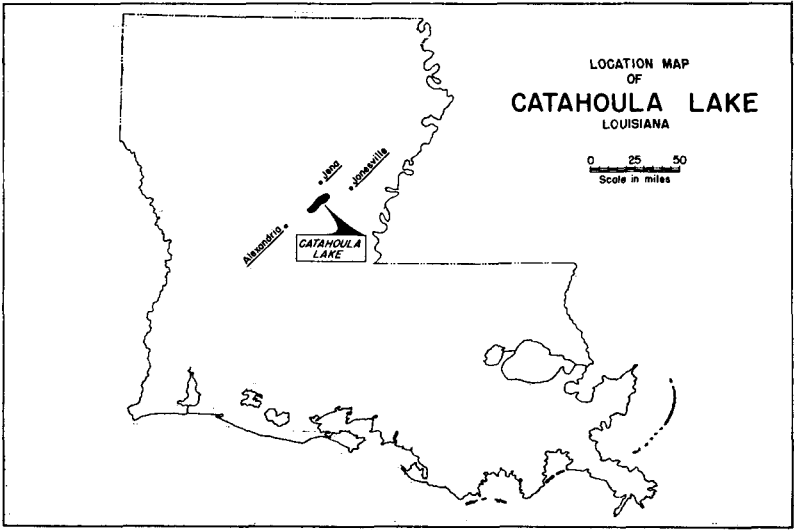 LOCATION MAP
OF
CATAHOULA LAKE
LOUISIANA
0 25 50
Scale in miles
Jena
Jonesville
Alexandria
CATAHOULA
LAKE